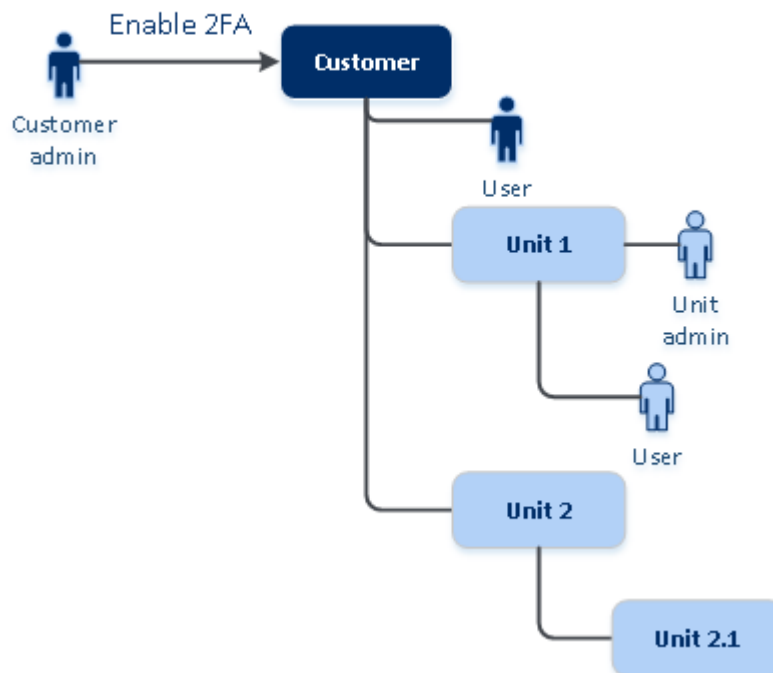 Enable 2FA
Customer
Customer
admin
User
Unit 1
Unit
admin
User
Unit 2
Unit 2.1